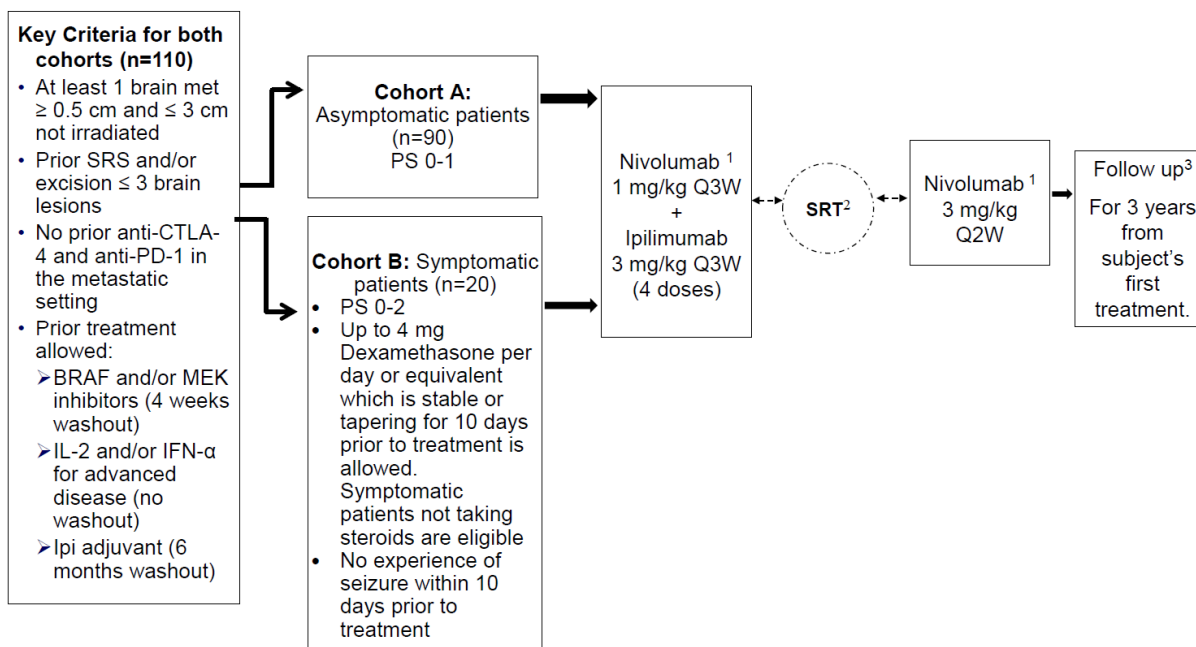 Key Criteria for both
cohorts (n=110)
• At least 1 brain met
≥ 0.5 cm and ≤ 3 cm
not irradiated
• Prior SRS and/or
excision ≤ 3 brain
lesions
• No prior anti-CTLA-
4 and anti-PD-1 in
the metastatic
setting
• Prior treatment
allowed:
➢BRAF and/or MEK
inhibitors (4 weeks
washout)
➢IL-2 and/or IFN-α
for advanced
disease (no
washout)
➢Ipi adjuvant (6
months washout)
Cohort A:
Asymptomatic patients
(n=90)
PS 0-1
Cohort B: Symptomatic
patients (n=20)
• PS 0-2
• Up to 4 mg
Dexamethasone per
day or equivalent
which is stable or
tapering for 10 days
prior to treatment is
allowed.
Symptomatic
patients not taking
steroids are eligible
• No experience of
seizure within 10
days prior to
treatment
Nivolumab 1
1 mg/kg Q3W
+
Ipilimumab
3 mg/kg Q3W
(4 doses)
SRT2
Nivolumab 1
3 mg/kg
Q2W
Follow up3
For 3 years
from
subject's
first
treatment.